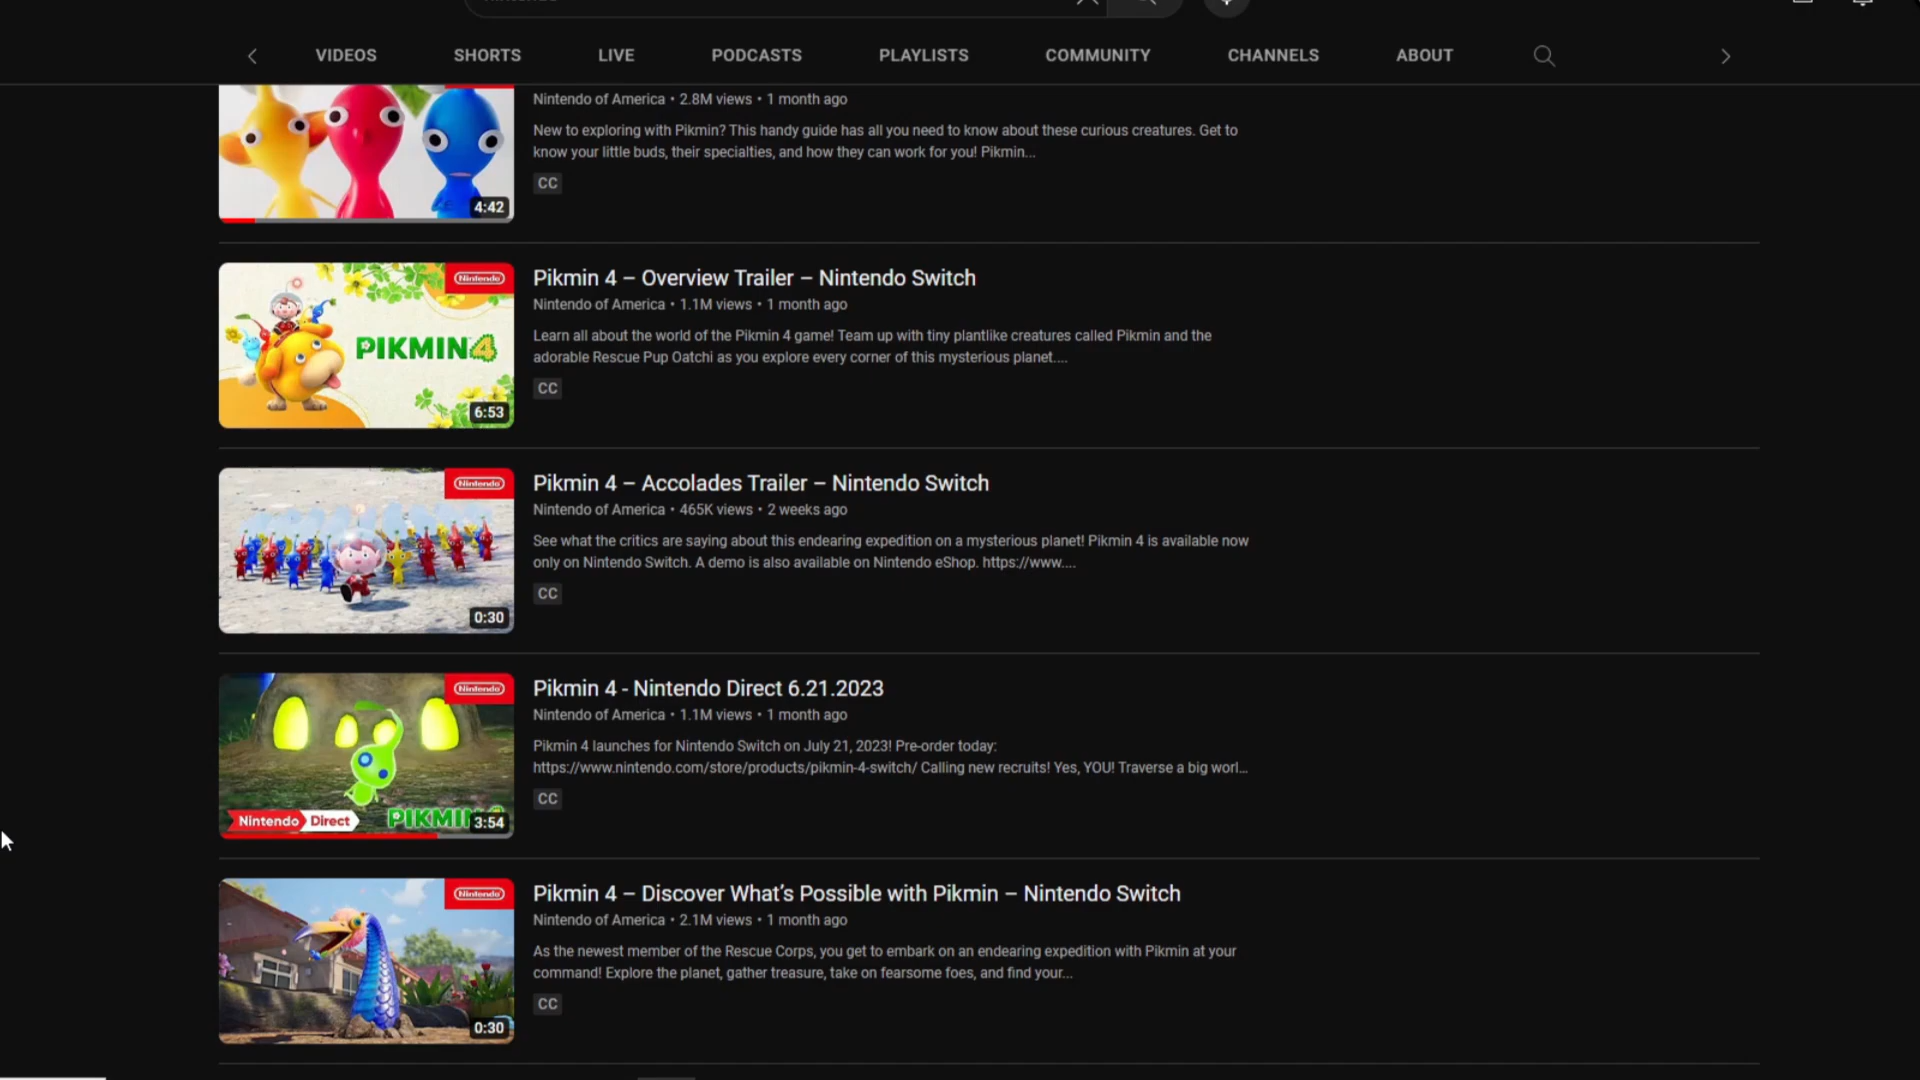 VIDEOS SHORTS LIVE PODCASTS PLAYLISTS COMMUNITY CHANNELS ABOUT
Nintendo of America • 2.8M views • 1 month ago
New to exploring with Pikmin? This handy guide has all you need to know about these curious creatures. Get to
know your little buds, their specialties, and how they can work for you! Pikmin...
CC
4:42
Nintendo
PIKMIN 4
6:53
Pikmin 4 – Overview Trailer – Nintendo Switch
Nintendo of America • 1.1M views • 1 month ago
Learn all about the world of the Pikmin 4 game! Team up with tiny plantlike creatures called Pikmin and the
adorable Rescue Pup Oatchi as you explore every corner of this mysterious planet....
CC
Nintendo
0:30
Pikmin 4 – Accolades Trailer – Nintendo Switch
Nintendo of America • 465K views • 2 weeks ago
See what the critics are saying about this endearing expedition on a mysterious planet! Pikmin 4 is available now
only on Nintendo Switch. A demo is also available on Nintendo eShop. https://www....
CC
Nintendo
Nintendo Direct
PIKMI
3:54
Pikmin 4 - Nintendo Direct 6.21.2023
Nintendo of America • 1.1M views • 1 month ago
Pikmin 4 launches for Nintendo Switch on July 21, 2023! Pre-order today:
https://www.nintendo.com/store/products/pikmin-4-switch/ Calling new recruits! Yes, YOU! Traverse a big worl...
CC
Nintendo
0:30
Pikmin 4 – Discover What's Possible with Pikmin – Nintendo Switch
Nintendo of America • 2.1M views • 1 month ago
As the newest member of the Rescue Corps, you get to embark on an endearing expedition with Pikmin at your
command! Explore the planet, gather treasure, take on fearsome foes, and find your...
CC